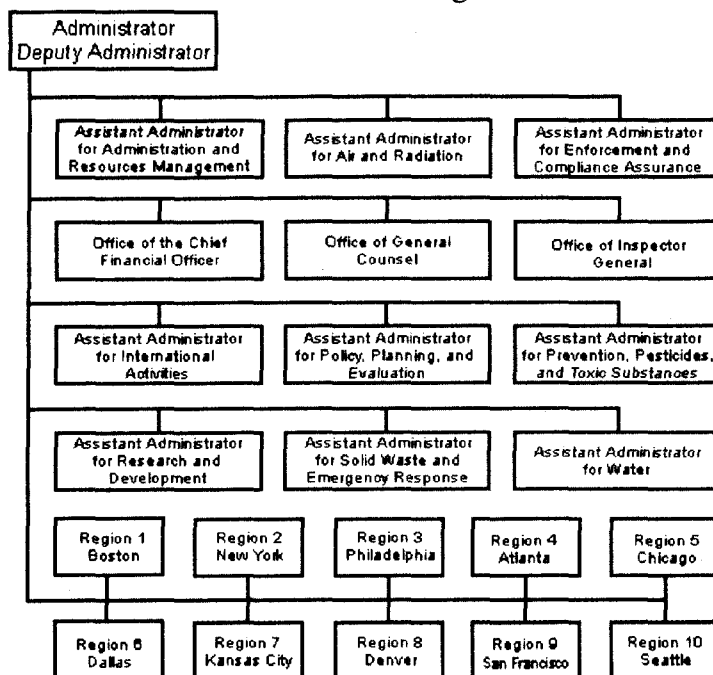 Administrator
Deputy Administrator
Assistant Administrator
for Administration and
Resources Management
Assistant Administrator
for Air and Radiation
Assistant Administrator
for Enforcement and
Compliance Assurance
Office of the Chief
Financial Officer
Office of General
Counsel
Office of Inspector
General
Assistant Administrator
for International
Activities
Assistant Administrator
for Policy, Planning, and
Evaluation
Assistant Administrator
for Prevention, Pesticides,
and Toxic Substances
Assistant Administrator
for Research and
Development
Assistant Administrator
for Solid Waste and
Emergency Response
Assistant Administrator
for Water
Region 1
Boston
Region 2
New York
Region 3
Philadelphia
Region 4
Atlanta
Region 5
Chicago
Region 6
Dallas
Region 7
Kansas City
Region 8
Denver
Region 9
San Francisco
Region 10
Seattle